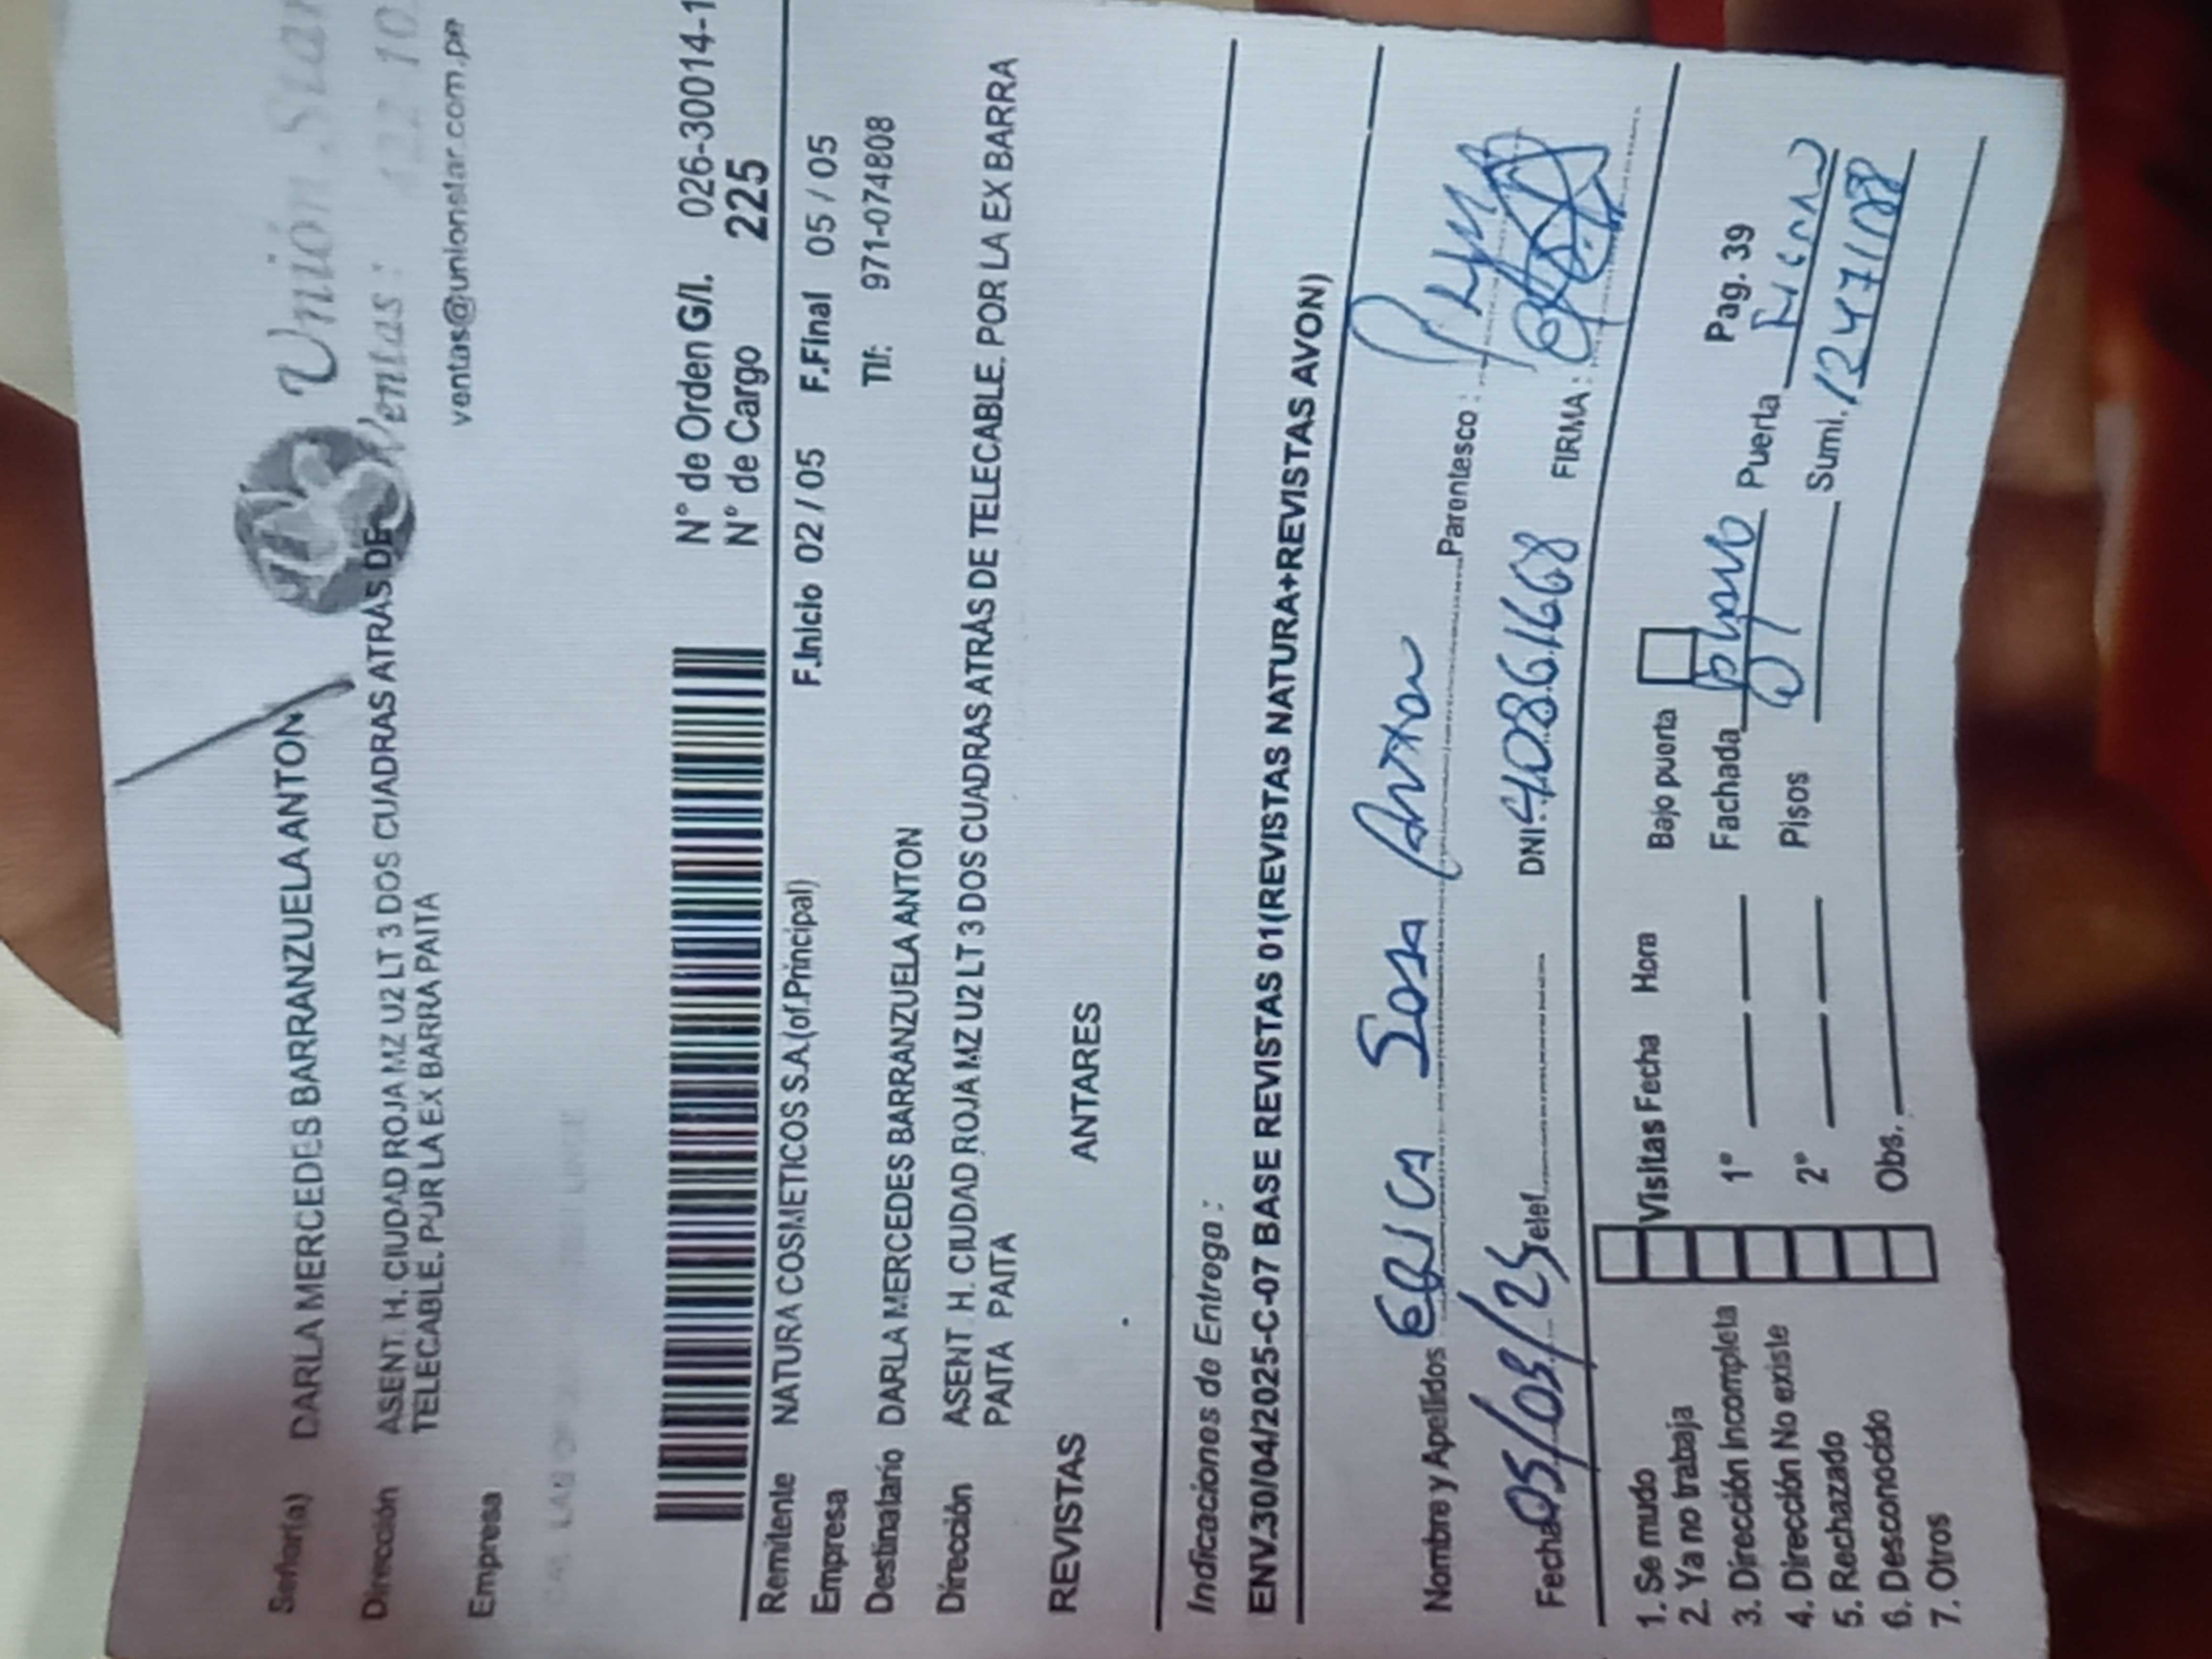 Unión Star
Ventas: 422 10
ventas@unionstar.com.pe
Señor(a) DARLA MERCEDES BARRANZUELA ANTON
Dirección ASENT. H. CIUDAD ROJA MZ U2 LT 3 DOS CUADRAS ATRAS DE
TELECABLE. PUR LA EX BARRA PAITA
Empresa
N° de Orden G/I. 026-30014-1
N° de Cargo 225
Remitente NATURA COSMETICOS S.A.(of.Principal) F.Inicio 02 / 05 F.Final 05 / 05
Empresa
Destinatario DARLA MERCEDES BARRANZUELA ANTON Tlf: 971-074808
Dirección ASENT. H. CIUDAD ROJA MZ U2 LT 3 DOS CUADRAS ATRAS DE TELECABLE. POR LA EX BARRA
PAITA PAITA
REVISTAS ANTARES
Indicaciones de Entrega :
ENV.30/04/2025-C-07 BASE REVISTAS 01(REVISTAS NATURA+REVISTAS AVON)
Nombre y Apellidos Erica Sosa Anton Parentesco :
Fecha 05/05/25 Telef. DNI: 40861668 FIRMA :
1. Se mudo
2. Ya no trabaja
3. Dirección incompleta
4. Dirección No existe
5. Rechazado
6. Desconocido
7. Otros
Visitas Fecha Hora
1°
2°
Obs.
Bajo puerta Pag. 39
Fachada Puerta
Pisos Sumi.